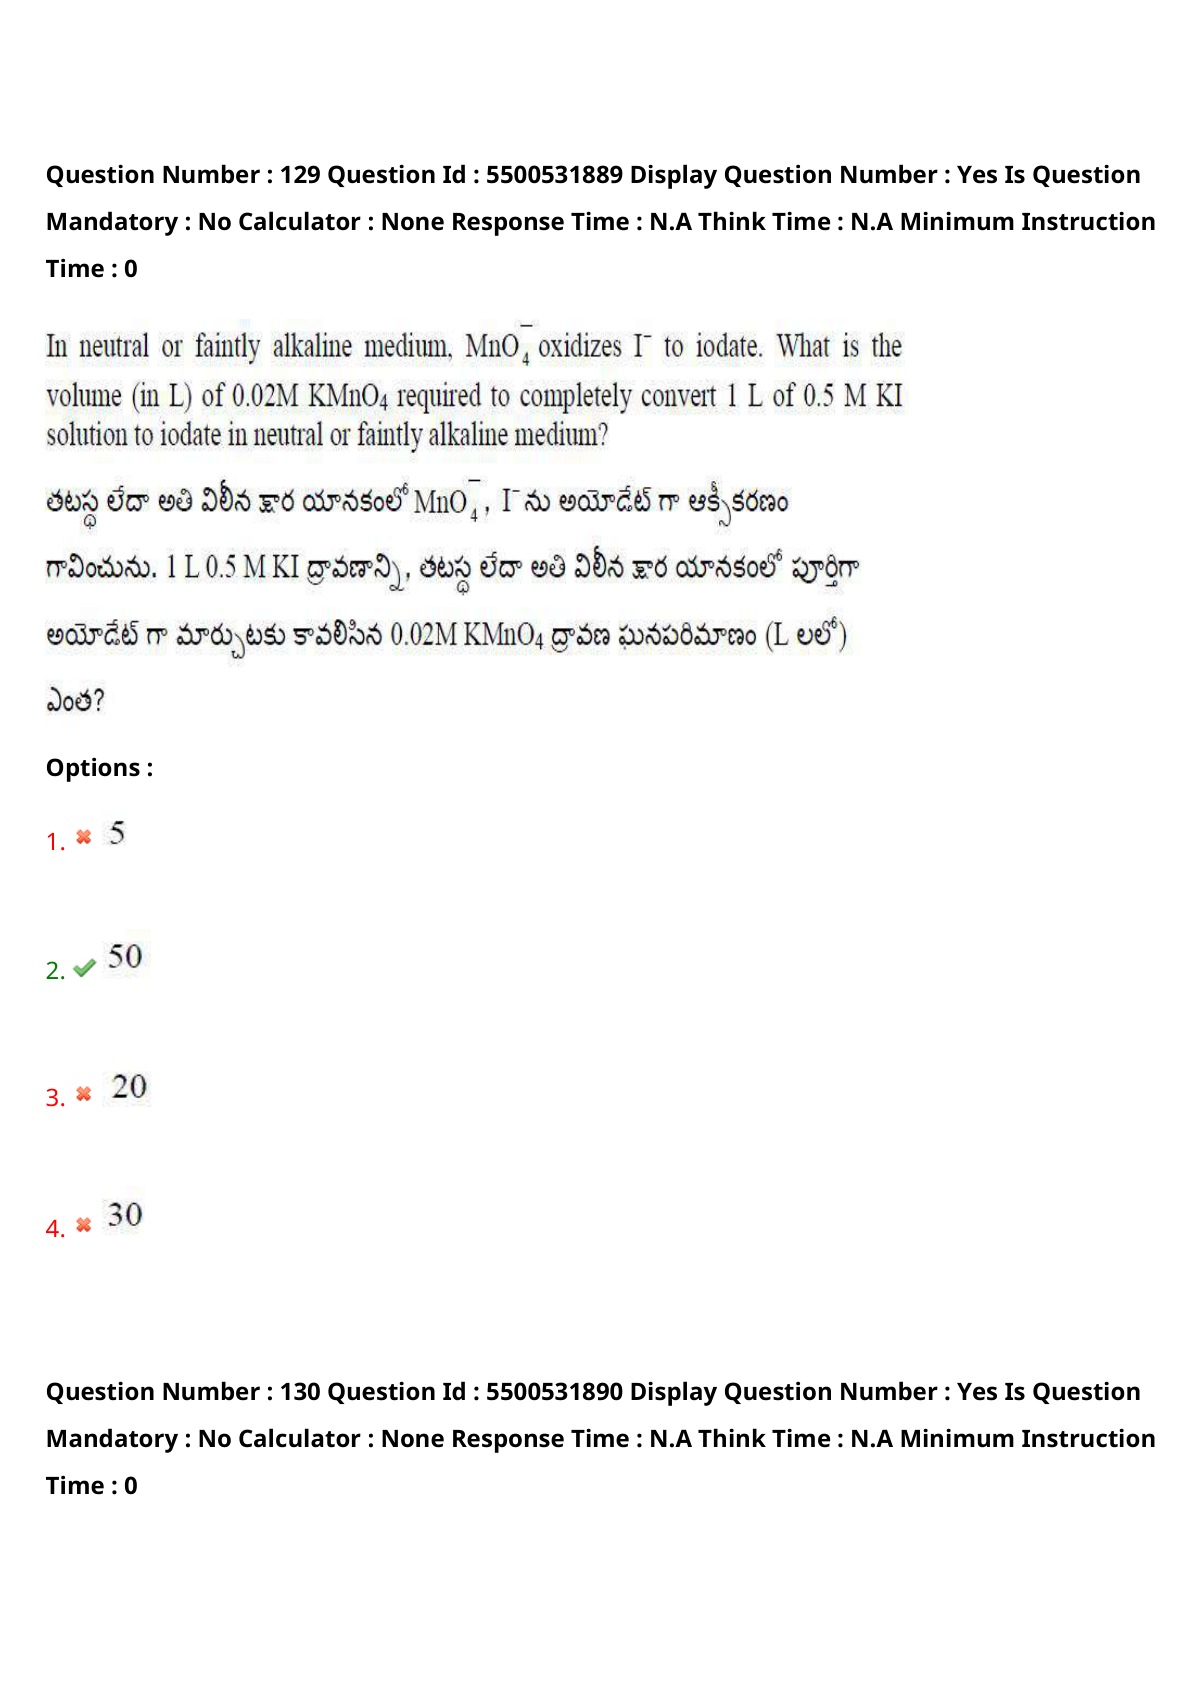 Question Number : 129 Question Id : 5500531889 Display Question Number : Yes Is Question
Mandatory : No Calculator : None Response Time : N.A Think Time : N.A Minimum Instruction
Time : 0
In neutral or faintly alkaline medium, MnO₄⁻ oxidizes I⁻ to iodate. What is the
volume (in L) of 0.02M KMnO₄ required to completely convert 1 L of 0.5 M KI
solution to iodate in neutral or faintly alkaline medium?
తటస్థ లేదా అతి విలీన క్షార యానకంలో MnO₄⁻, I⁻ ను అయోడేట్ గా ఆక్సీకరణం
గావించును. 1 L 0.5 M KI ద్రావణాన్ని, తటస్థ లేదా అతి విలీన క్షార యానకంలో పూర్తిగా
అయోడేట్ గా మార్చుటకు కావలిసిన 0.02M KMnO₄ ద్రావణ ఘనపరిమాణం (L లలో)
ఎంత?
Options :
1. 5
2. 50
3. 20
4. 30
Question Number : 130 Question Id : 5500531890 Display Question Number : Yes Is Question
Mandatory : No Calculator : None Response Time : N.A Think Time : N.A Minimum Instruction
Time : 0